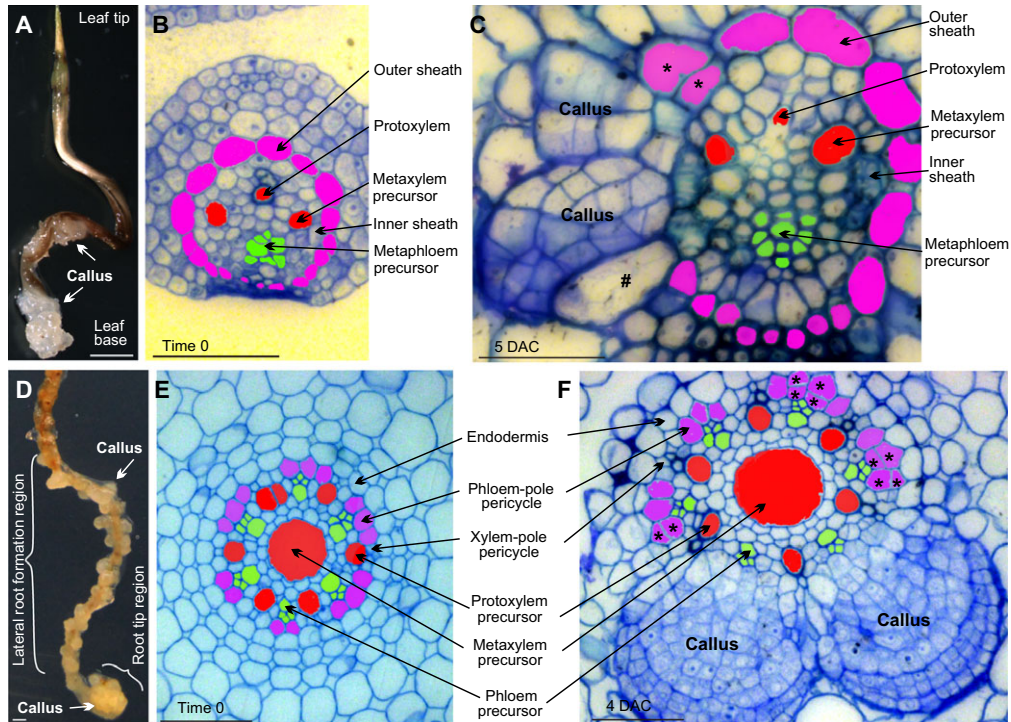 A
Leaf tip
Callus
Leaf base
B
Outer sheath
Protoxylem
Metaxylem
precursor
Inner sheath
Metaphloem
precursor
Time 0
C
Callus
Callus
*
*
#
5 DAC
Outer
sheath
Protoxylem
Metaxylem
precursor
Inner
sheath
Metaphloem
precursor
D
Callus
Lateral root formation region
Root tip region
Callus
E
Time 0
Endodermis
Phloem-pole
pericycle
Xylem-pole
pericycle
Protoxylem
precursor
Metaxylem
precursor
Phloem
precursor
F
* * * *
* * * *
* *
Callus
Callus
4 DAC